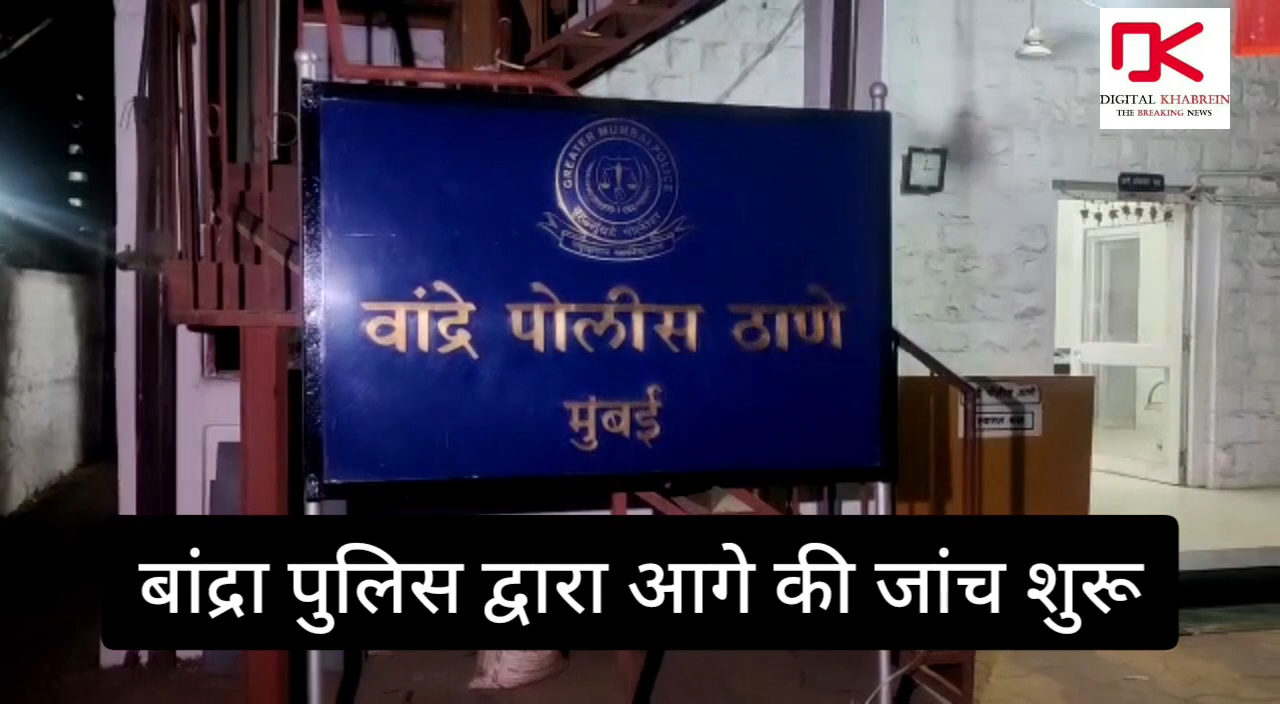 DIGITAL KHABREIN
THE BREAKING NEWS
GREATER MUMBAI POLICE
वांद्रे पोलीस ठाणे
मुंबई
बांद्रा पुलिस द्वारा आगे की जांच शुरू